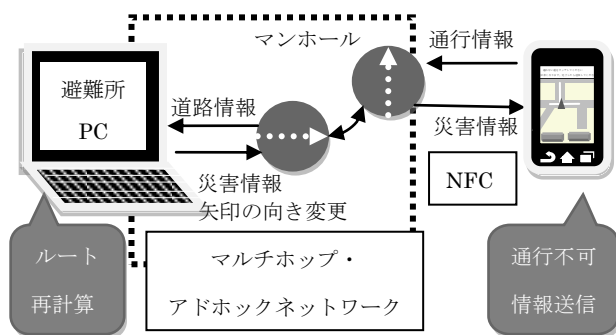 マンホール
通行情報
避難所
PC
道路情報
災害情報
災害情報
矢印の向き変更
NFC
ルート
再計算
マルチホップ・
アドホックネットワーク
通行不可
情報送信